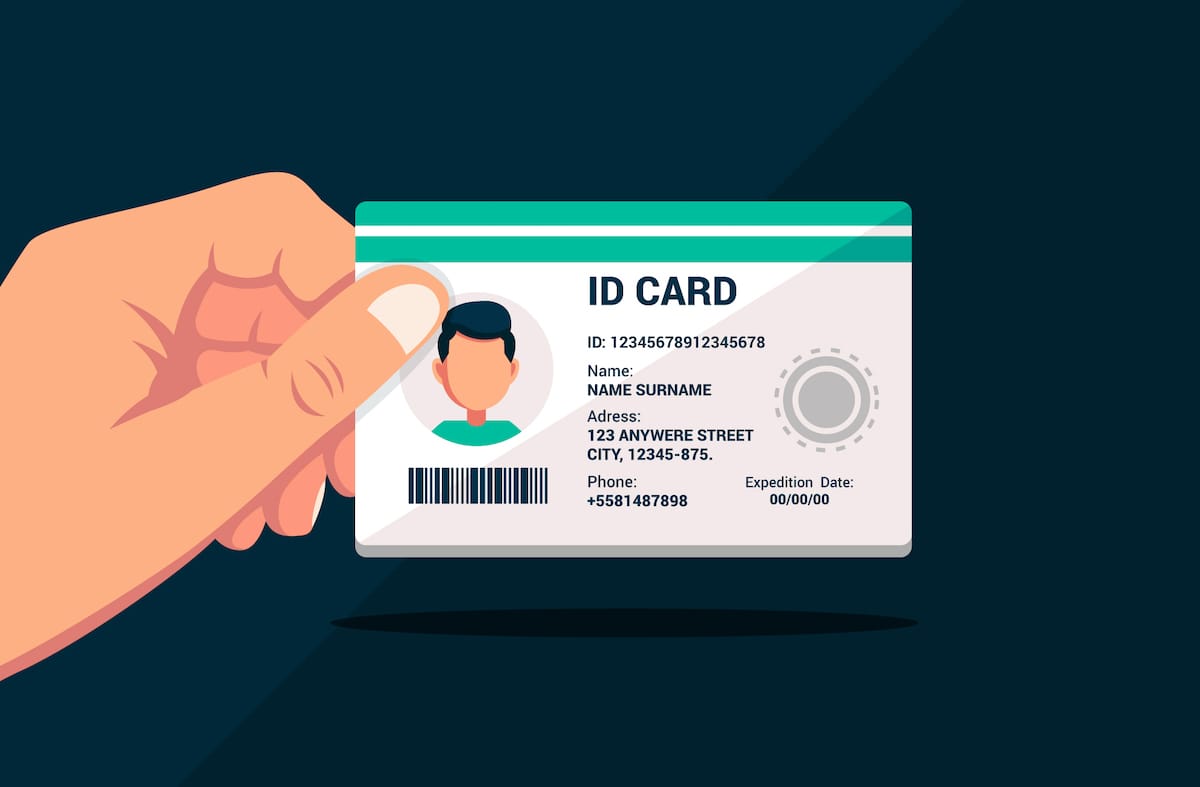 ID CARD
ID: 12345678912345678
Name:
NAME SURNAME
Adress:
123 ANYWERE STREET
CITY, 12345-875.
Phone:
+5581487898
Expedition Date:
00/00/00